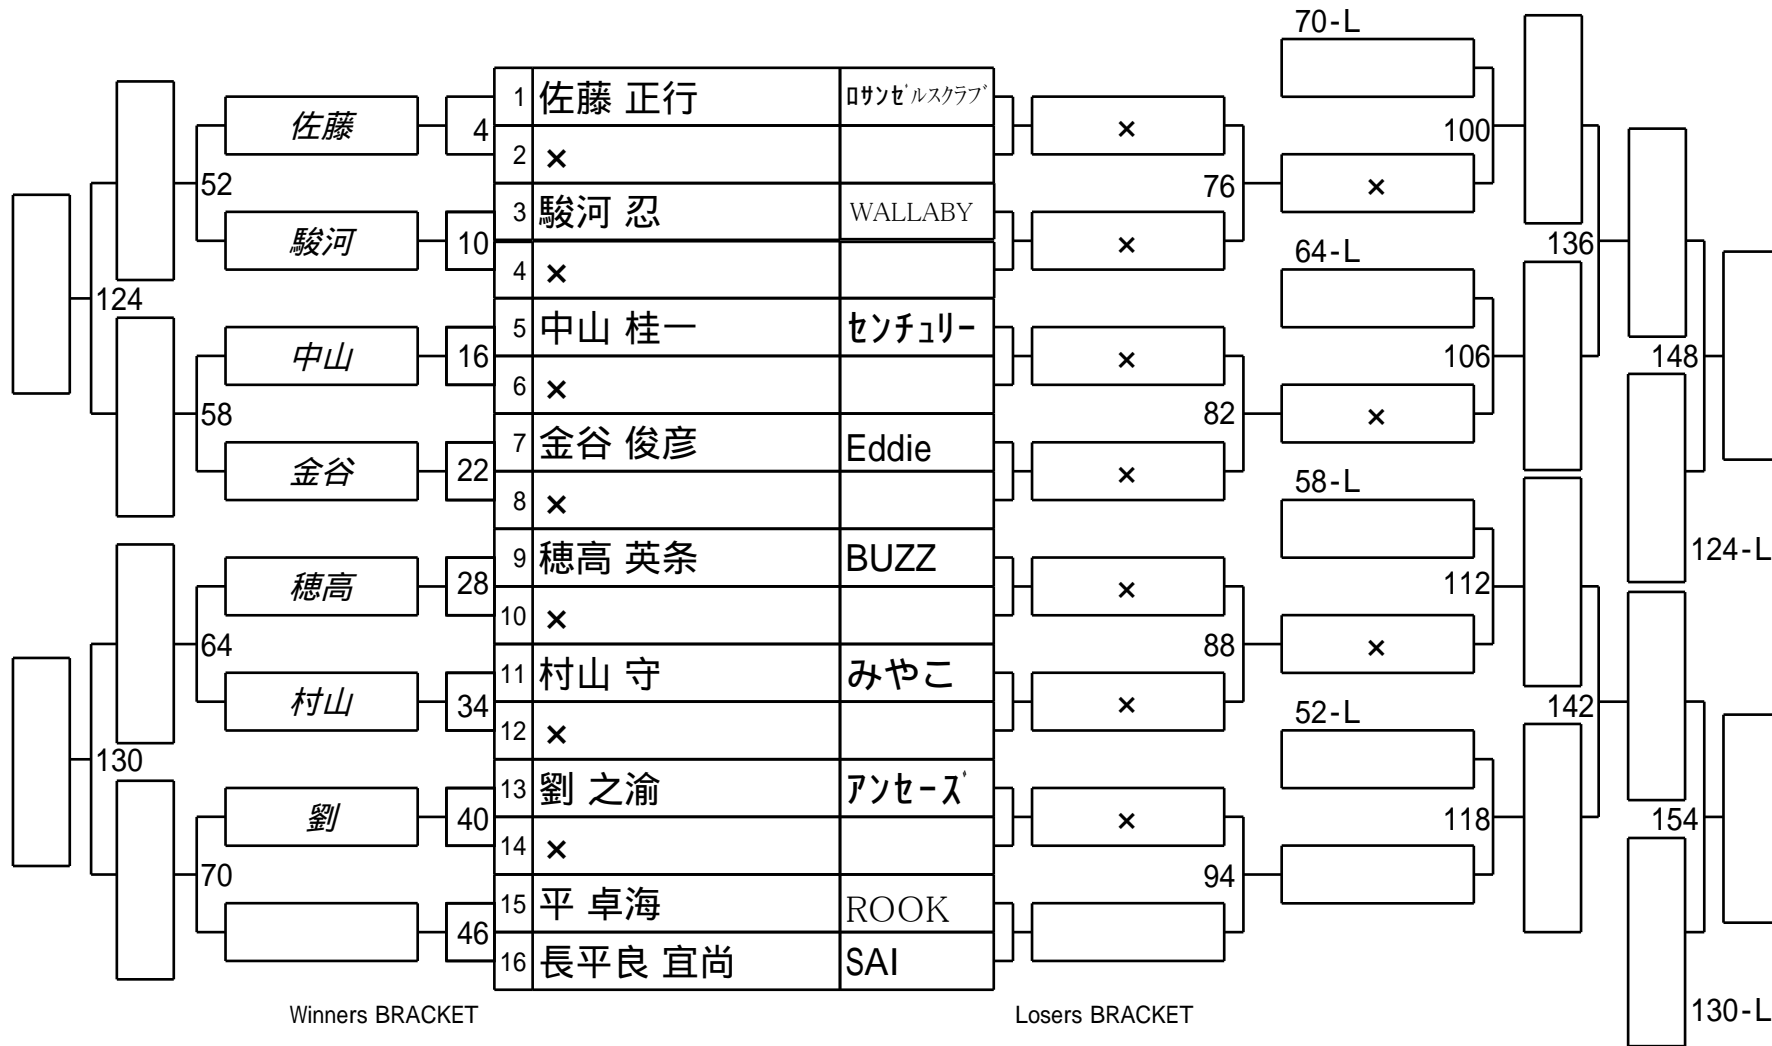 70-L
1 佐藤 正行 ロサンゼルスクラブ
佐藤 4 × 100
2 ×
52 76 ×
3 駿河 忍 WALLABY
駿河 10 × 64-L 136
4 ×
124
5 中山 桂一 センチュリー
中山 16 × 106 148
6 ×
58 82 ×
7 金谷 俊彦 Eddie
金谷 22 × 58-L
8 ×
9 穂高 英条 BUZZ 124-L
穂高 28 × 112
10 ×
64 88 ×
11 村山 守 みやこ
村山 34 × 52-L 142
12 ×
130
13 劉 之渝 アンセーズ
劉 40 × 118 154
14 ×
70 94
15 平 卓海 ROOK
46
16 長平良 宜尚 SAI
Winners BRACKET Losers BRACKET 130-L